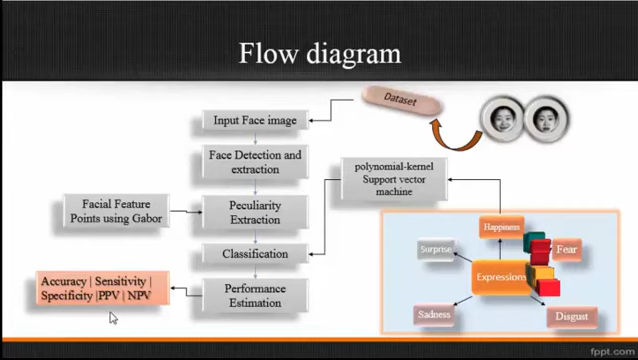 Flow diagram
Dataset
Input Face image
Face Detection and
extraction
polynomial-kernel
Support vector
machine
Facial Feature
Points using Gabor
Peculiarity
Extraction
Happiness
Surprise
Fear
Classification
Expressions
Accuracy | Sensitivity |
Specificity |PPV | NPV
Performance
Estimation
Sadness
Disgust
fppt.com